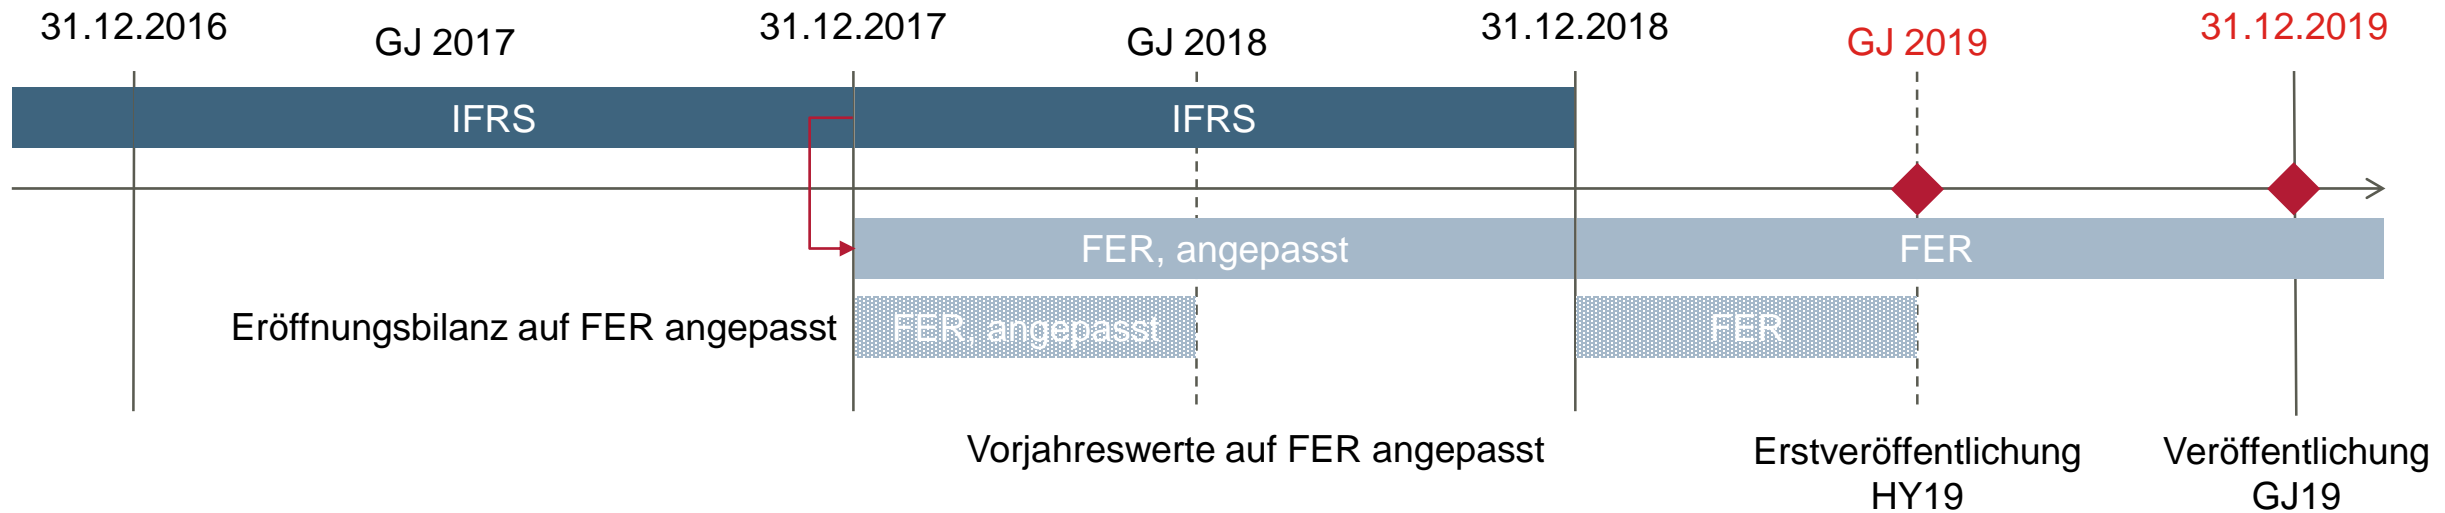 31.12.2016
GJ 2017
31.12.2017
GJ 2018
31.12.2018
GJ 2019
31.12.2019
IFRS
IFRS
FER, angepasst
FER
Eröffnungsbilanz auf FER angepasst
FER, angepasst
FER
Vorjahreswerte auf FER angepasst
Erstveröffentlichung
HY19
Veröffentlichung
GJ19